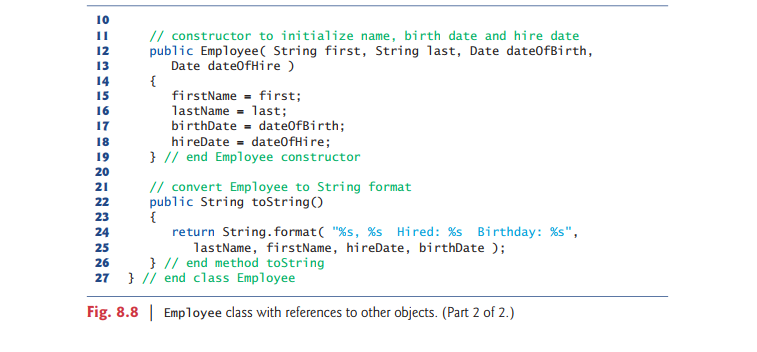 10
11 // constructor to initialize name, birth date and hire date
12 public Employee( String first, String last, Date dateOfBirth,
13 Date dateOfHire )
14 {
15 firstName = first;
16 lastName = last;
17 birthDate = dateOfBirth;
18 hireDate = dateOfHire;
19 } // end Employee constructor
20
21 // convert Employee to String format
22 public String toString()
23 {
24 return String.format( "%s, %s  Hired: %s  Birthday: %s",
25 lastName, firstName, hireDate, birthDate );
26 } // end method toString
27 } // end class Employee
Fig. 8.8 | Employee class with references to other objects. (Part 2 of 2.)